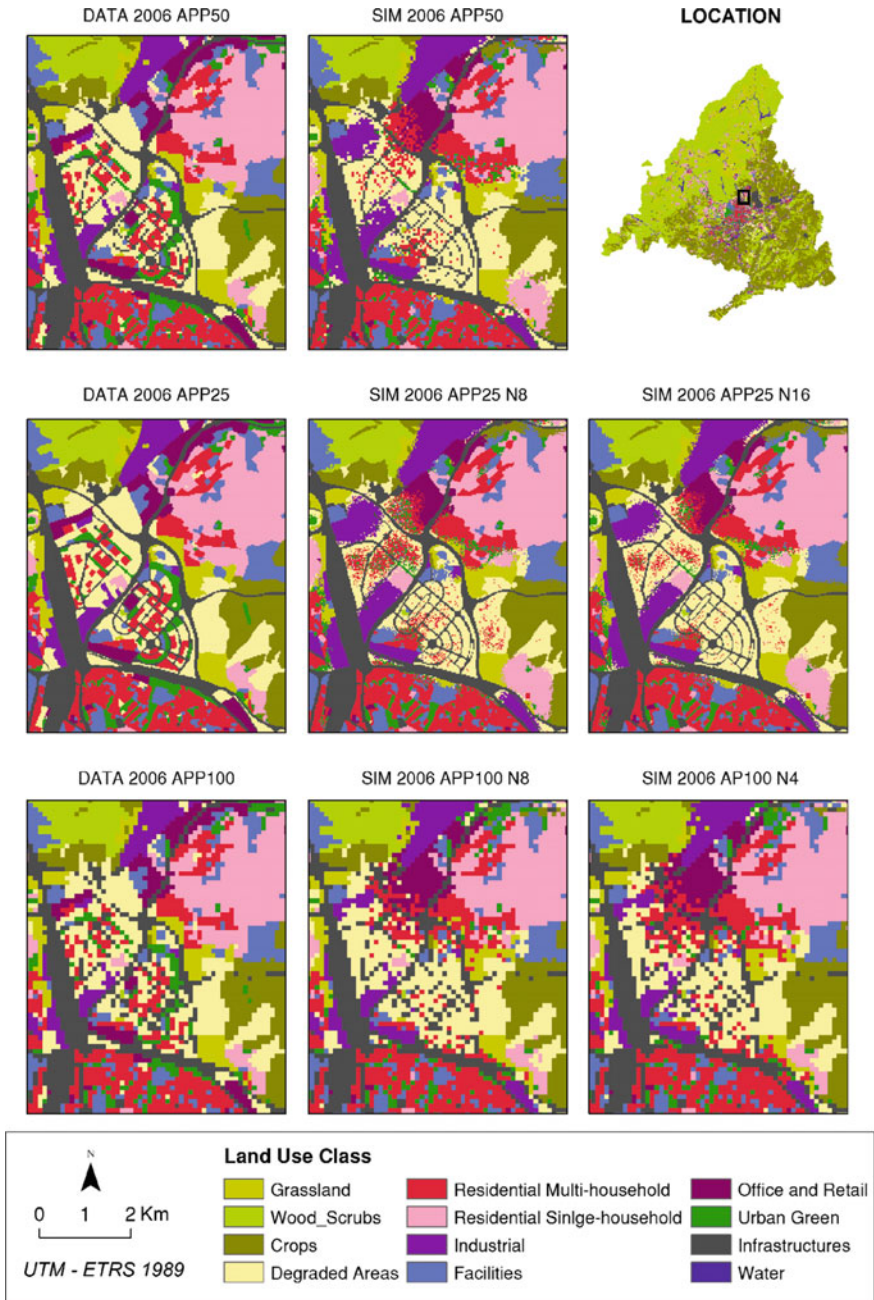 DATA 2006 APP50
SIM 2006 APP50
LOCATION
DATA 2006 APP25
SIM 2006 APP25 N8
SIM 2006 APP25 N16
DATA 2006 APP100
SIM 2006 APP100 N8
SIM 2006 AP100 N4
N
0 1 2 Km
UTM - ETRS 1989
Land Use Class
Grassland
Wood_Scrubs
Crops
Degraded Areas
Residential Multi-household
Residential Sinlge-household
Industrial
Facilities
Office and Retail
Urban Green
Infrastructures
Water